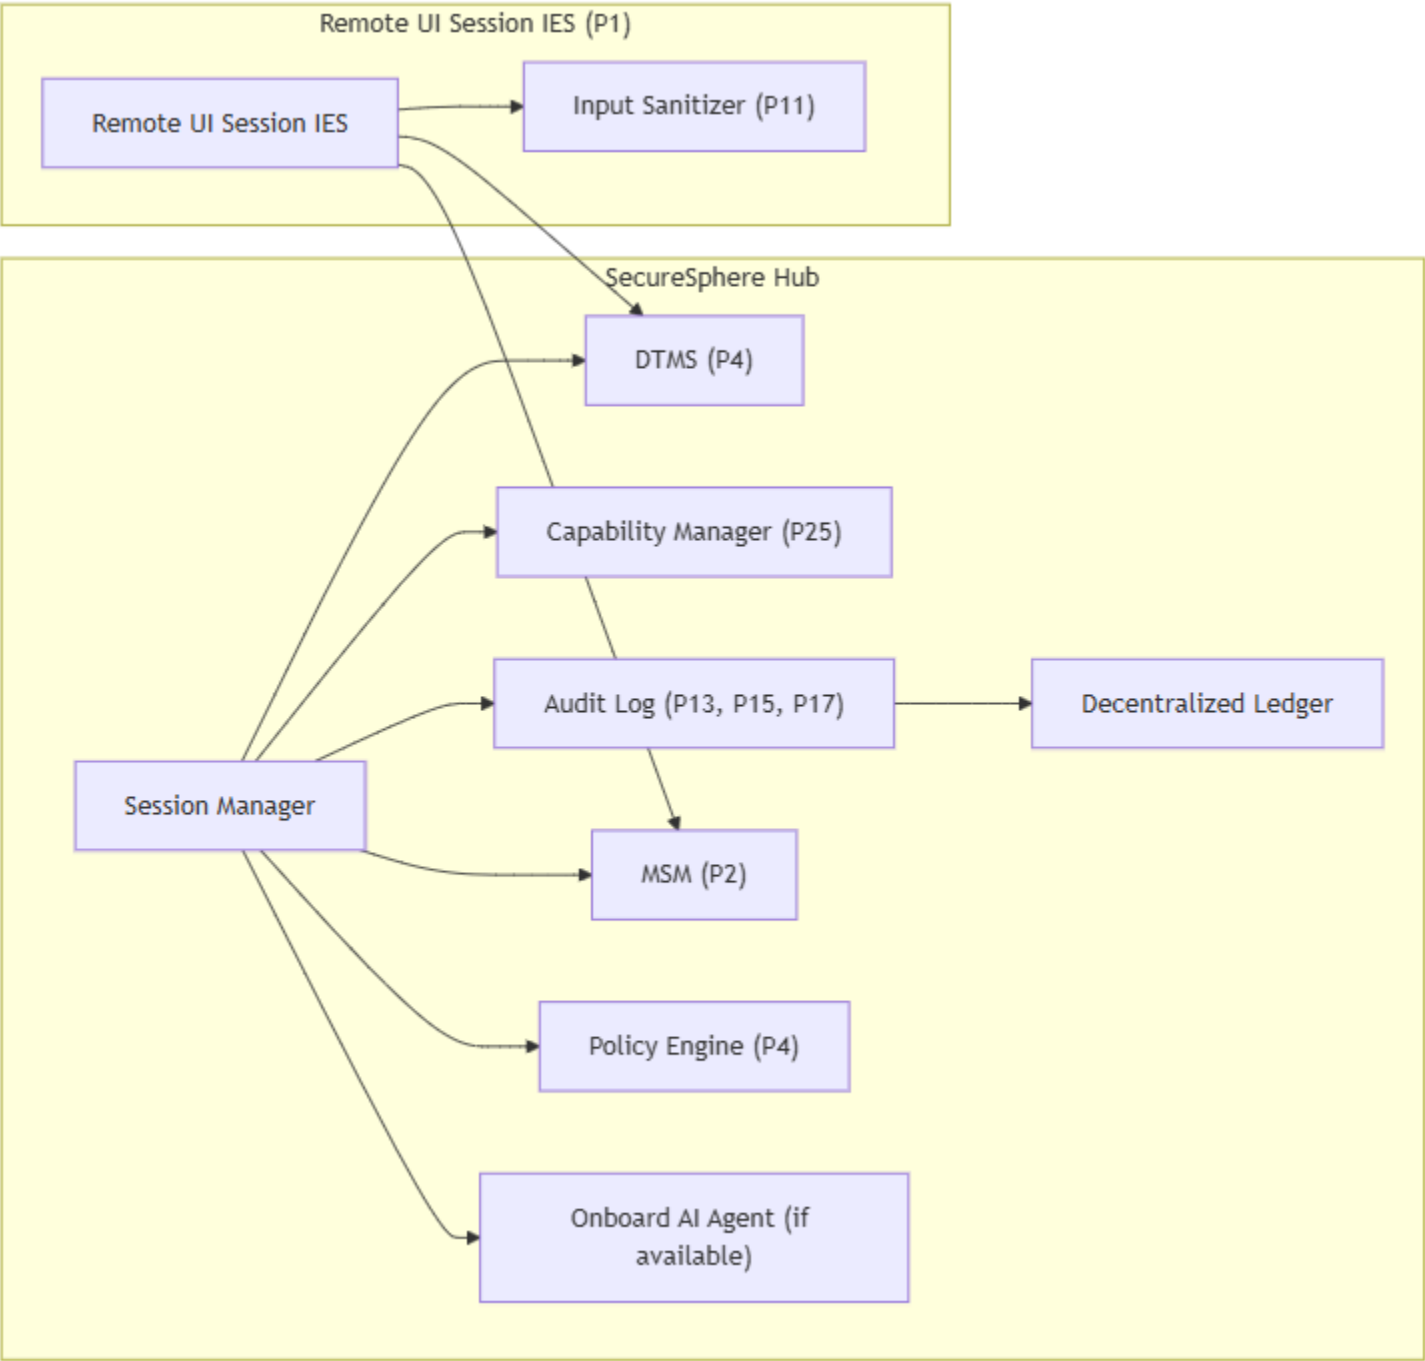 Remote UI Session IES (P1)
Remote UI Session IES
Input Sanitizer (P11)
SecureSphere Hub
DTMS (P4)
Capability Manager (P25)
Audit Log (P13, P15, P17)
Decentralized Ledger
Session Manager
MSM (P2)
Policy Engine (P4)
Onboard AI Agent (if
available)